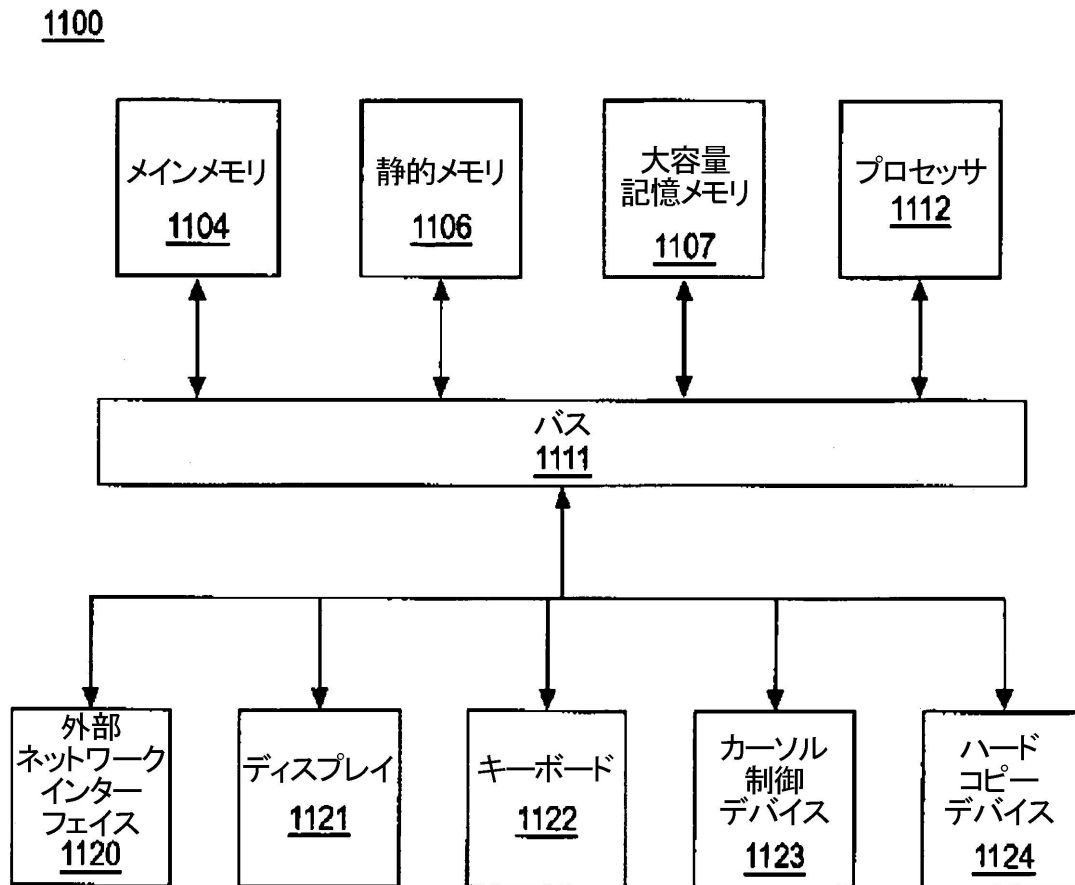 1100
メインメモリ
1104
静的メモリ
1106
大容量
記憶メモリ
1107
プロセッサ
1112
バス
1111
外部
ネットワーク
インター
フェイス
1120
ディスプレイ
1121
キーボード
1122
カーソル
制御
デバイス
1123
ハード
コピー
デバイス
1124